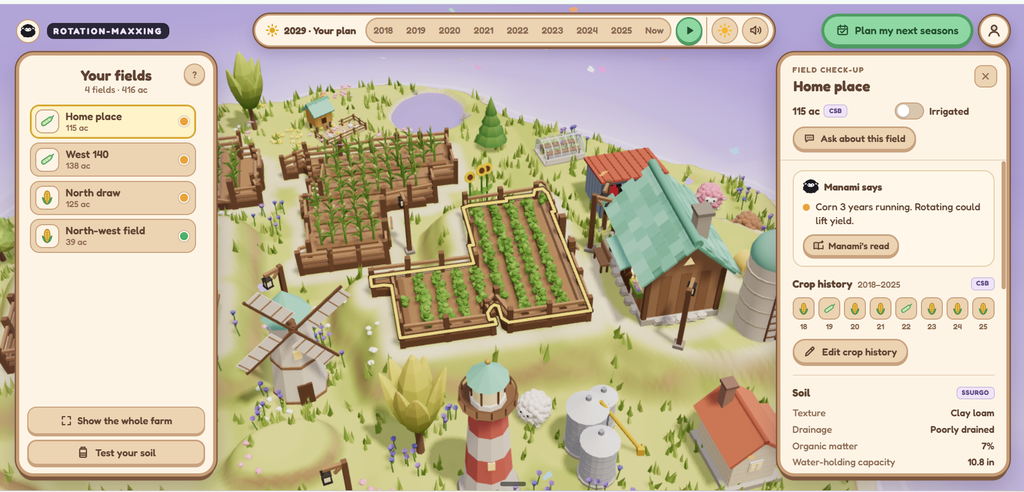 ROTATION-MAXXING
2029 · Your plan
2018 2019 2020 2021 2022 2023 2024 2025 Now
Plan my next seasons
Your fields
4 fields · 416 ac
?
Home place
115 ac
West 140
138 ac
North draw
125 ac
North-west field
39 ac
Show the whole farm
Test your soil
FIELD CHECK-UP
Home place
115 ac CSB Irrigated
Ask about this field
Manami says
Corn 3 years running. Rotating could
lift yield.
Manami's read
Crop history 2018–2025 CSB
18 19 20 21 22 23 24 25
Edit crop history
Soil SSURGO
Texture Clay loam
Drainage Poorly drained
Organic matter 7%
Water-holding capacity 10.8 in